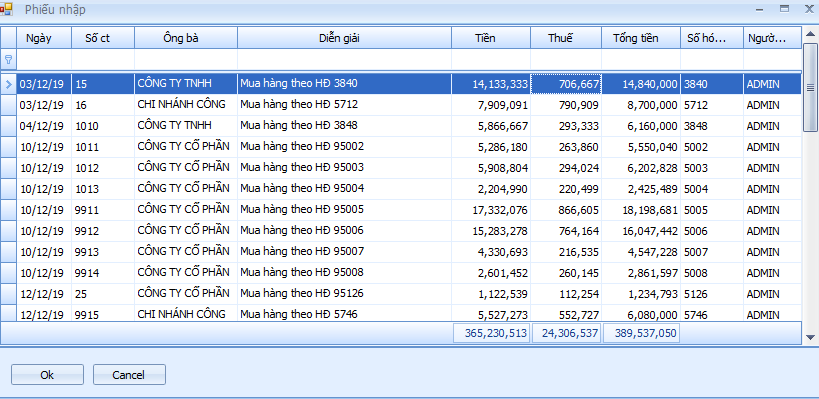 Phiếu nhập
Ngày Số ct Ông bà Diễn giải Tiền Thuế Tổng tiền Số hó... Ngườ...
03/12/19 15 CÔNG TY TNHH Mua hàng theo HĐ 3840 14,133,333 706,667 14,840,000 3840 ADMIN
03/12/19 16 CHI NHÁNH CÔNG Mua hàng theo HĐ 5712 7,909,091 790,909 8,700,000 5712 ADMIN
04/12/19 1010 CÔNG TY TNHH Mua hàng theo HĐ 3848 5,866,667 293,333 6,160,000 3848 ADMIN
10/12/19 1011 CÔNG TY CỔ PHẦN Mua hàng theo HĐ 95002 5,286,180 263,860 5,550,040 5002 ADMIN
10/12/19 1012 CÔNG TY CỔ PHẦN Mua hàng theo HĐ 95003 5,908,804 294,024 6,202,828 5003 ADMIN
10/12/19 1013 CÔNG TY CỔ PHẦN Mua hàng theo HĐ 95004 2,204,990 220,499 2,425,489 5004 ADMIN
10/12/19 9911 CÔNG TY CỔ PHẦN Mua hàng theo HĐ 95005 17,332,076 866,605 18,198,681 5005 ADMIN
10/12/19 9912 CÔNG TY CỔ PHẦN Mua hàng theo HĐ 95006 15,283,278 764,164 16,047,442 5006 ADMIN
10/12/19 9913 CÔNG TY CỔ PHẦN Mua hàng theo HĐ 95007 4,330,693 216,535 4,547,228 5007 ADMIN
10/12/19 9914 CÔNG TY CỔ PHẦN Mua hàng theo HĐ 95008 2,601,452 260,145 2,861,597 5008 ADMIN
12/12/19 25 CÔNG TY CỔ PHẦN Mua hàng theo HĐ 95126 1,122,539 112,254 1,234,793 5126 ADMIN
12/12/19 9915 CHI NHÁNH CÔNG Mua hàng theo HĐ 5746 5,527,273 552,727 6,080,000 5746 ADMIN
365,230,513 24,306,537 389,537,050
Ok Cancel